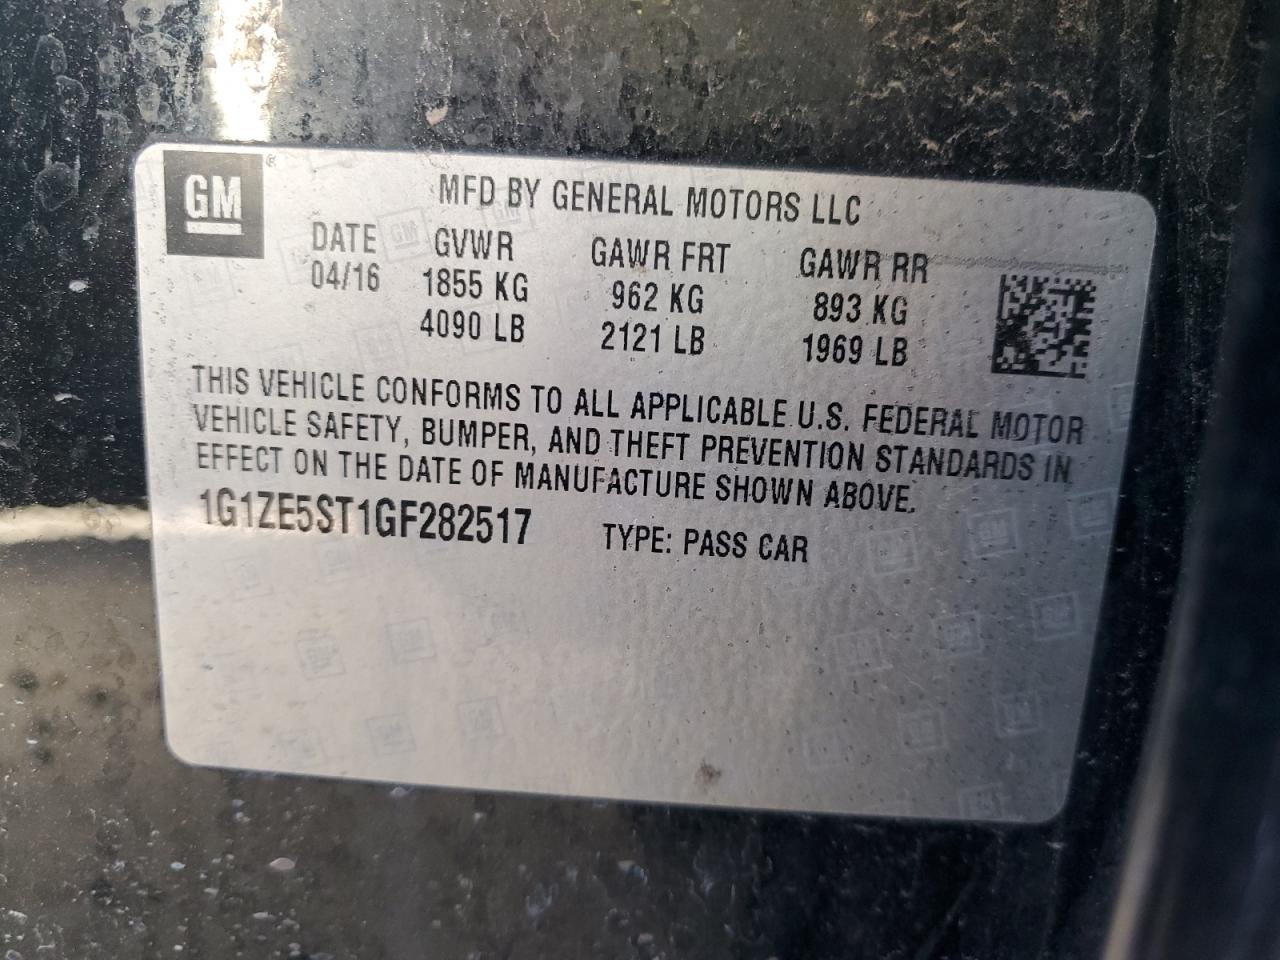 GM ®
MFD BY GENERAL MOTORS LLC
DATE GVWR GAWR FRT GAWR RR
04/16 1855 KG 962 KG 893 KG
4090 LB 2121 LB 1969 LB
THIS VEHICLE CONFORMS TO ALL APPLICABLE U.S. FEDERAL MOTOR
VEHICLE SAFETY, BUMPER, AND THEFT PREVENTION STANDARDS IN
EFFECT ON THE DATE OF MANUFACTURE SHOWN ABOVE.
1G1ZE5ST1GF282517 TYPE: PASS CAR